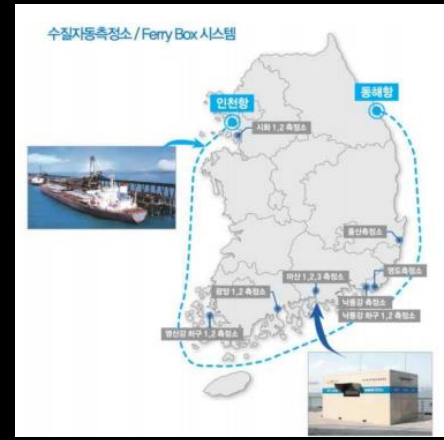 수질자동측정소 / Ferry Box 시스템
동해항
인천항
시화 1,2 측정소
울산측정소
마산 1,2,3 측정소
영도측정소
광양 1,2 측정소
낙동강 측정소
낙동강 하구 1,2 측정소
영산강 하구 1,2 측정소